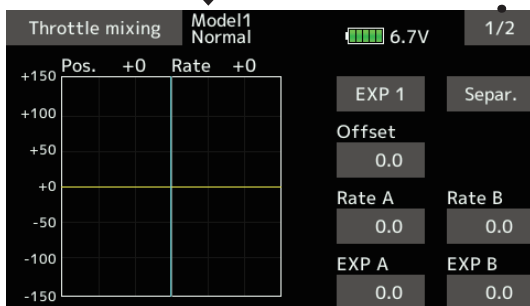 Throttle mixing Model1 6.7V 1/2
Normal
Pos. +0 Rate +0
+150
+100
+50
+0
-50
-100
-150
EXP 1 Separ.
Offset
0.0
Rate A Rate B
0.0 0.0
EXP A EXP B
0.0 0.0